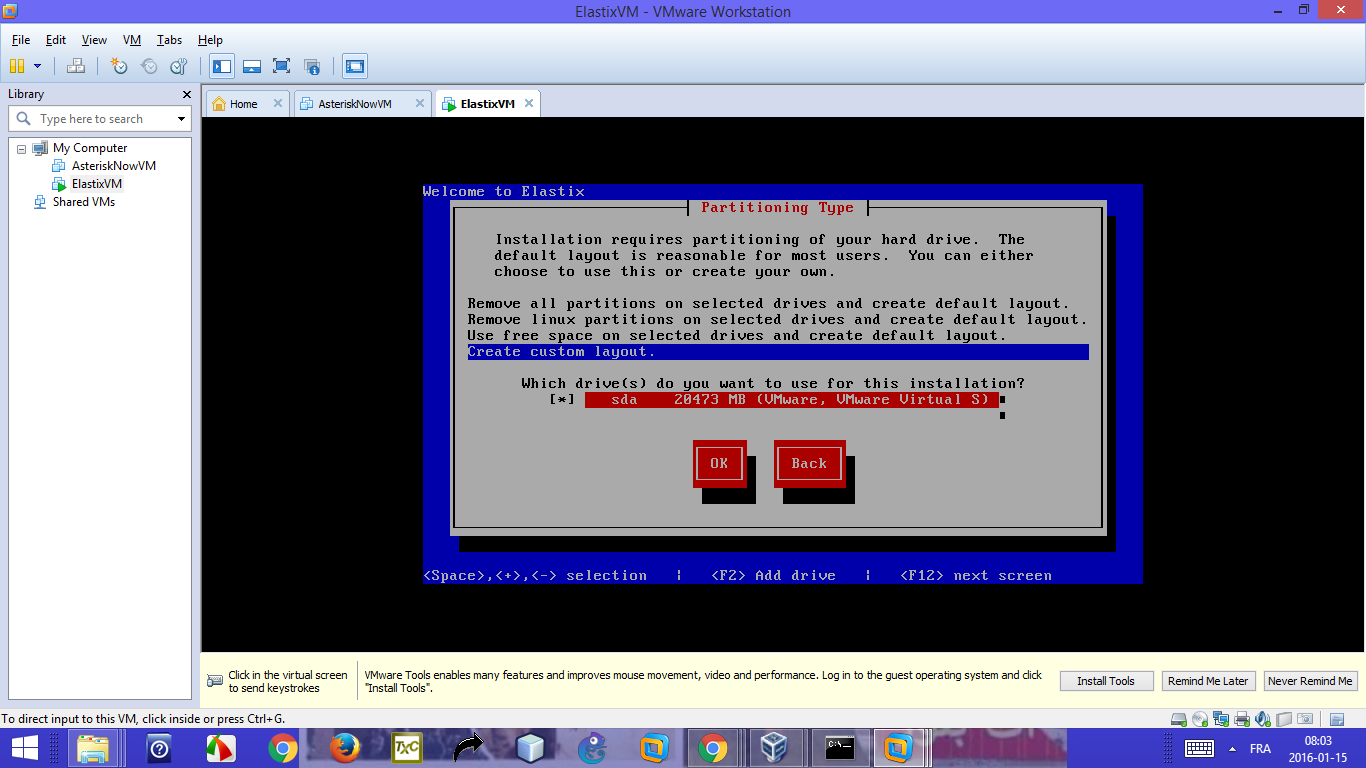 ElastixVM - VMware Workstation
File Edit View VM Tabs Help
Library
Type here to search
My Computer
AsteriskNowVM
ElastixVM
Shared VMs
Home AsteriskNowVM ElastixVM
Welcome to Elastix
Partitioning Type
Installation requires partitioning of your hard drive. The
default layout is reasonable for most users. You can either
choose to use this or create your own.
Remove all partitions on selected drives and create default layout.
Remove linux partitions on selected drives and create default layout.
Use free space on selected drives and create default layout.
Create custom layout.
Which drive(s) do you want to use for this installation?
[*] sda 20473 MB (VMware, VMware Virtual S)
OK Back
<Space>,<+>,<-> selection | <F2> Add drive | <F12> next screen
Click in the virtual screen
to send keystrokes
VMware Tools enables many features and improves mouse movement, video and performance. Log in to the guest operating system and click
"Install Tools".
Install Tools Remind Me Later Never Remind Me
To direct input to this VM, click inside or press Ctrl+G.
TXC
C:\
FRA
08:03
2016-01-15